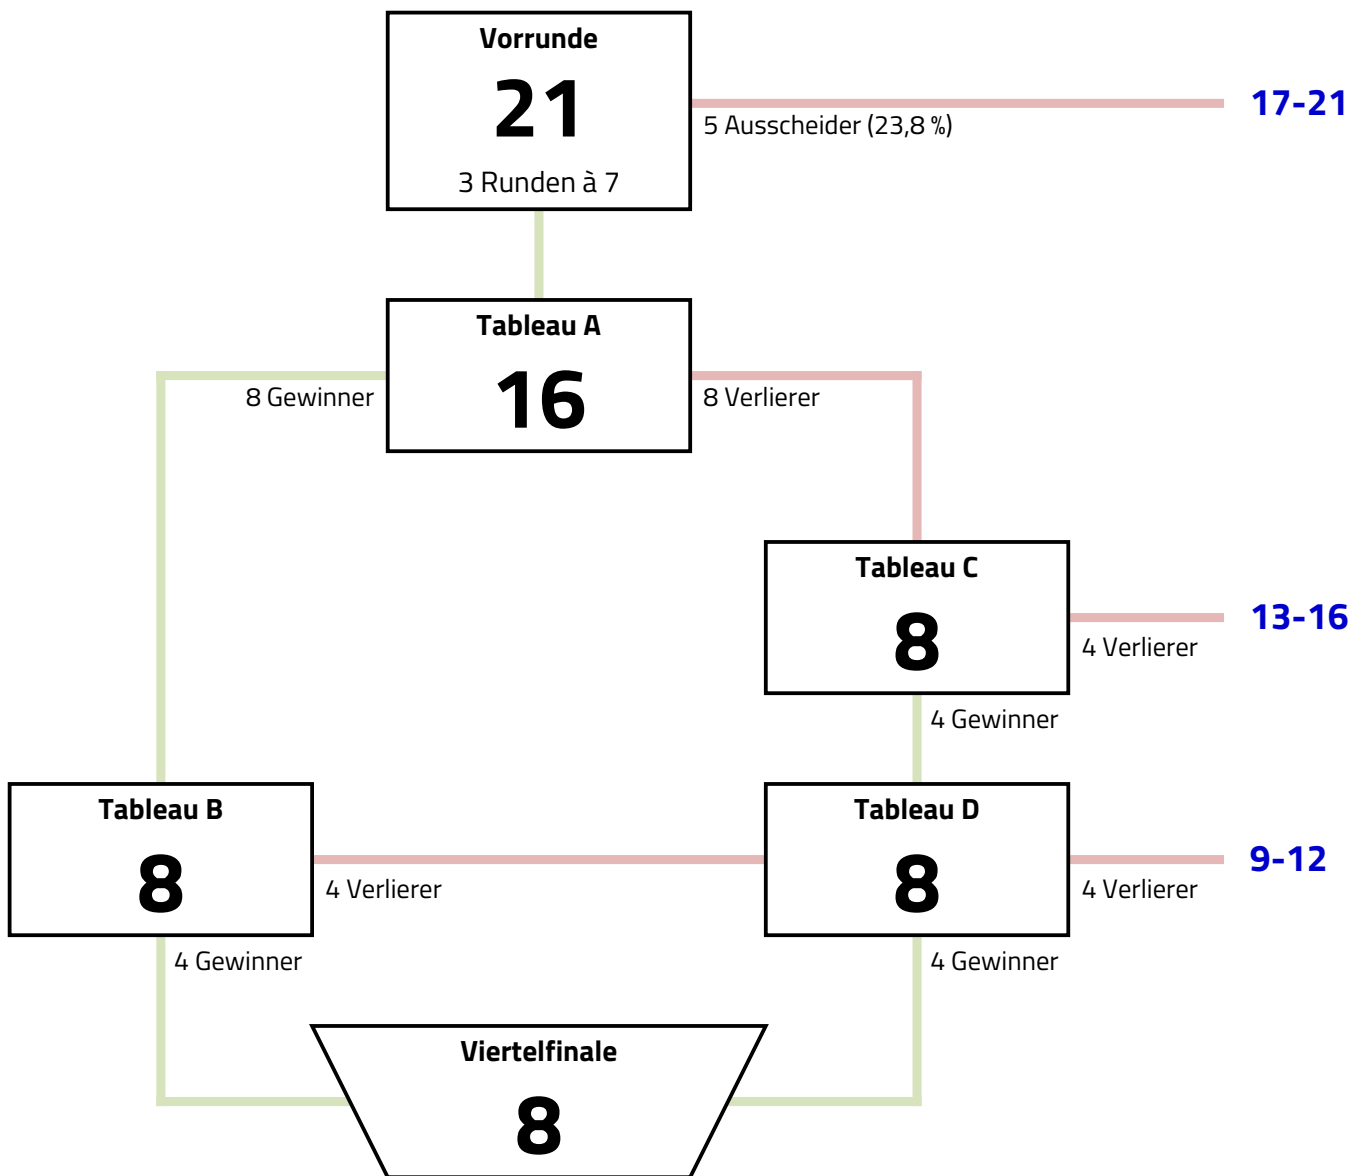 Vorrunde
21
3 Runden à 7
5 Ausscheider (23,8 %)
17-21
Tableau A
16
8 Gewinner
8 Verlierer
Tableau C
8
4 Verlierer
13-16
4 Gewinner
Tableau B
8
4 Verlierer
4 Gewinner
Tableau D
8
4 Verlierer
9-12
4 Gewinner
Viertelfinale
8